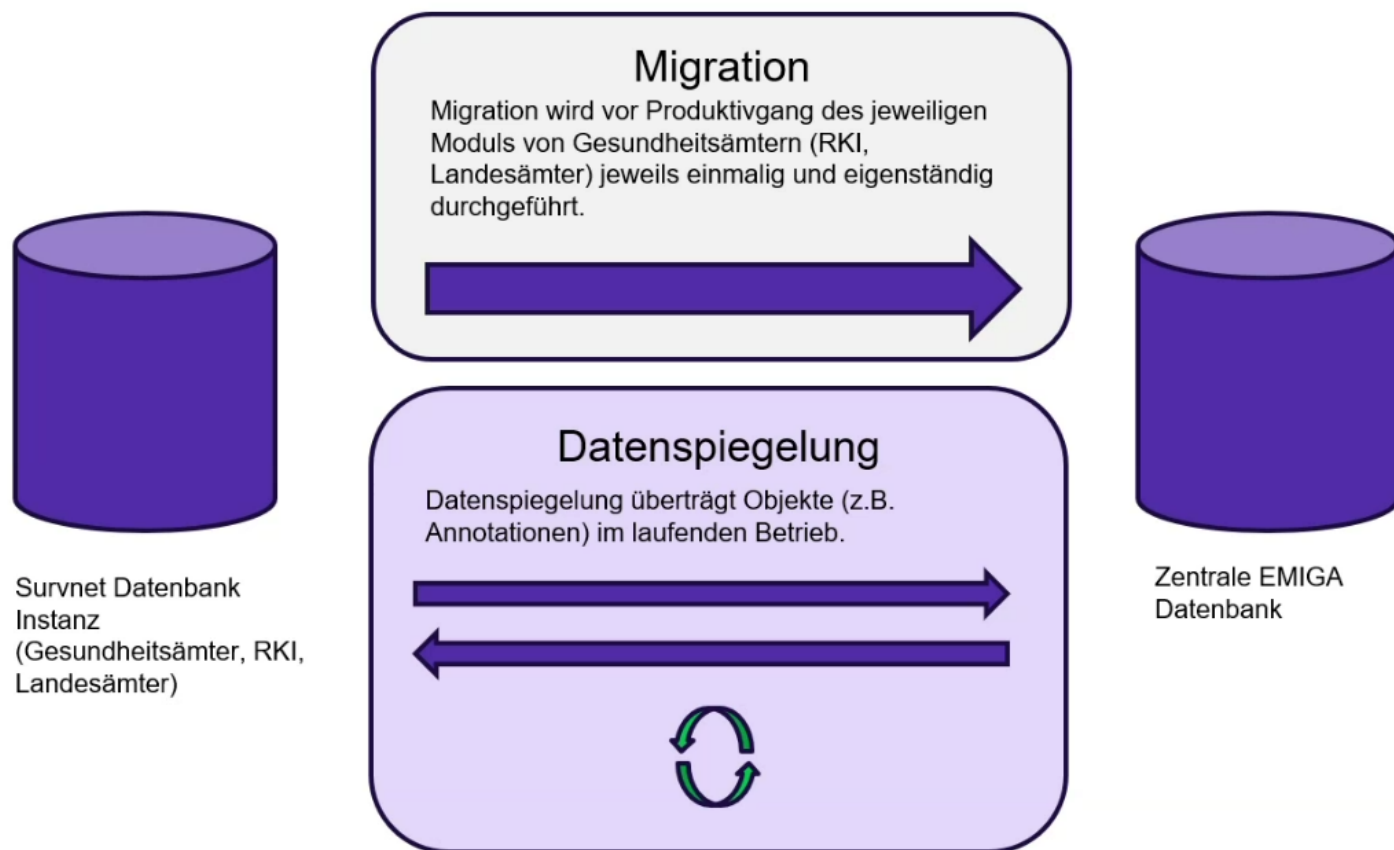 Migration
Migration wird vor Produktivgang des jeweiligen
Moduls von Gesundheitsämtern (RKI,
Landesämter) jeweils einmalig und eigenständig
durchgeführt.
Datenspiegelung
Datenspiegelung überträgt Objekte (z.B.
Annotationen) im laufenden Betrieb.
Survnet Datenbank
Instanz
(Gesundheitsämter, RKI,
Landesämter)
Zentrale EMIGA
Datenbank